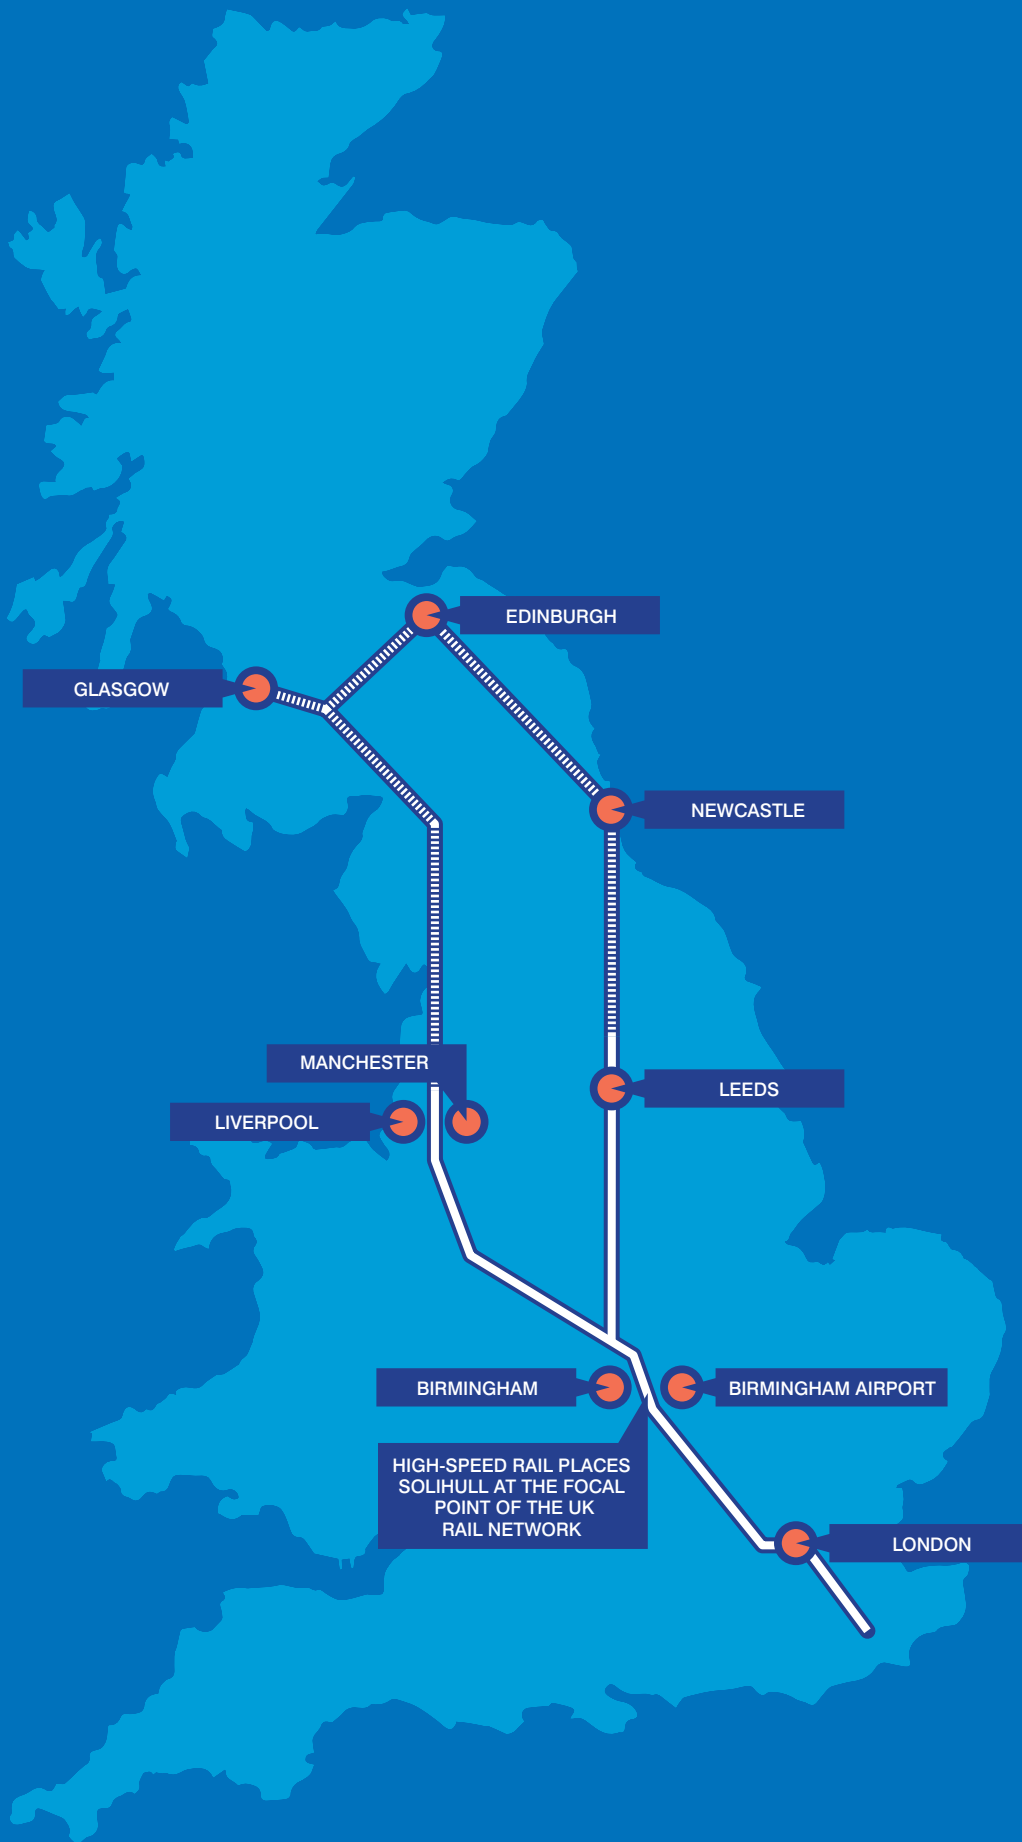 EDINBURGH
GLASGOW
NEWCASTLE
MANCHESTER
LEEDS
LIVERPOOL
BIRMINGHAM
BIRMINGHAM AIRPORT
HIGH-SPEED RAIL PLACES
SOLIHULL AT THE FOCAL
POINT OF THE UK
RAIL NETWORK
LONDON